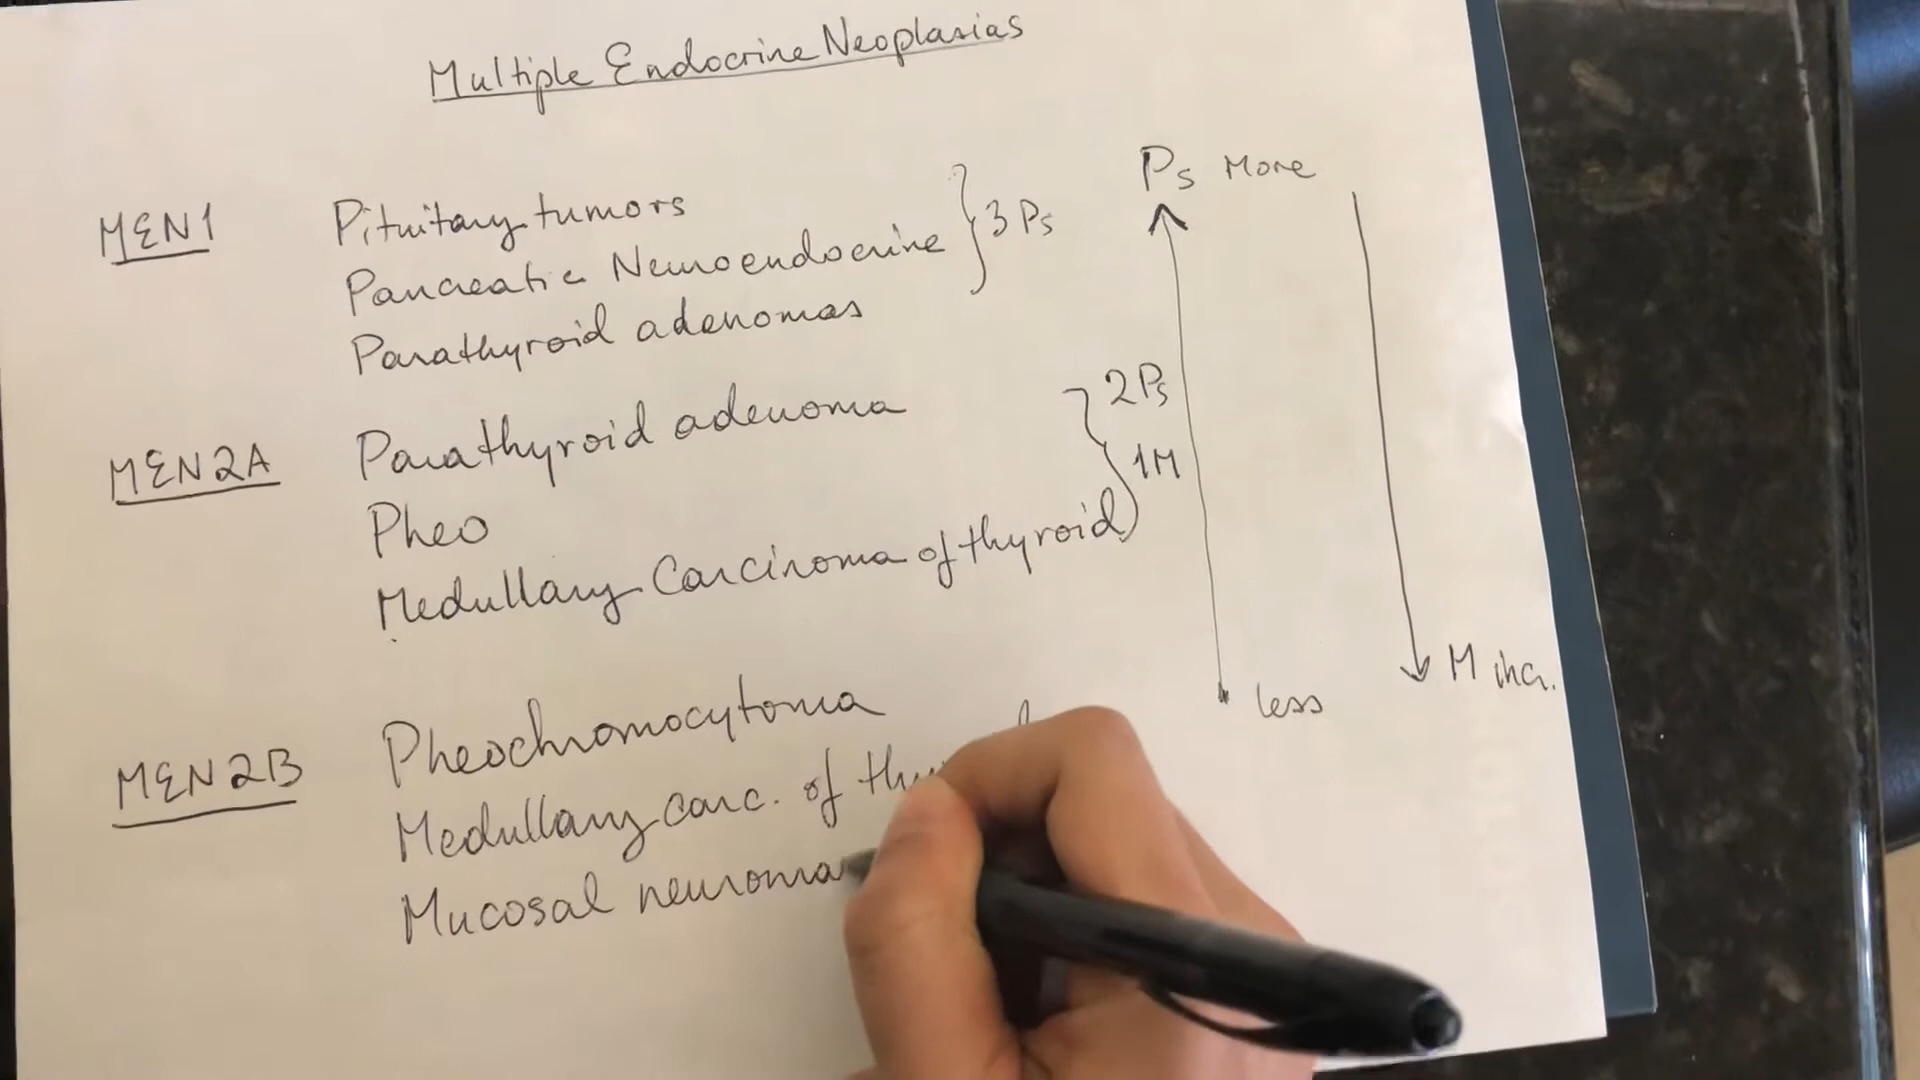 Multiple Endocrine Neoplasias
MEN1
Pituitary tumors
Pancreatic Neuroendocrine
Parathyroid adenomas
3 Ps
MEN2A
Parathyroid adenoma
Pheo
Medullary Carcinoma of thyroid
2Ps
1M
MEN2B
Pheochromocytoma
Medullary carc. of
Mucosal neuroma
Ps More
less
M incr.